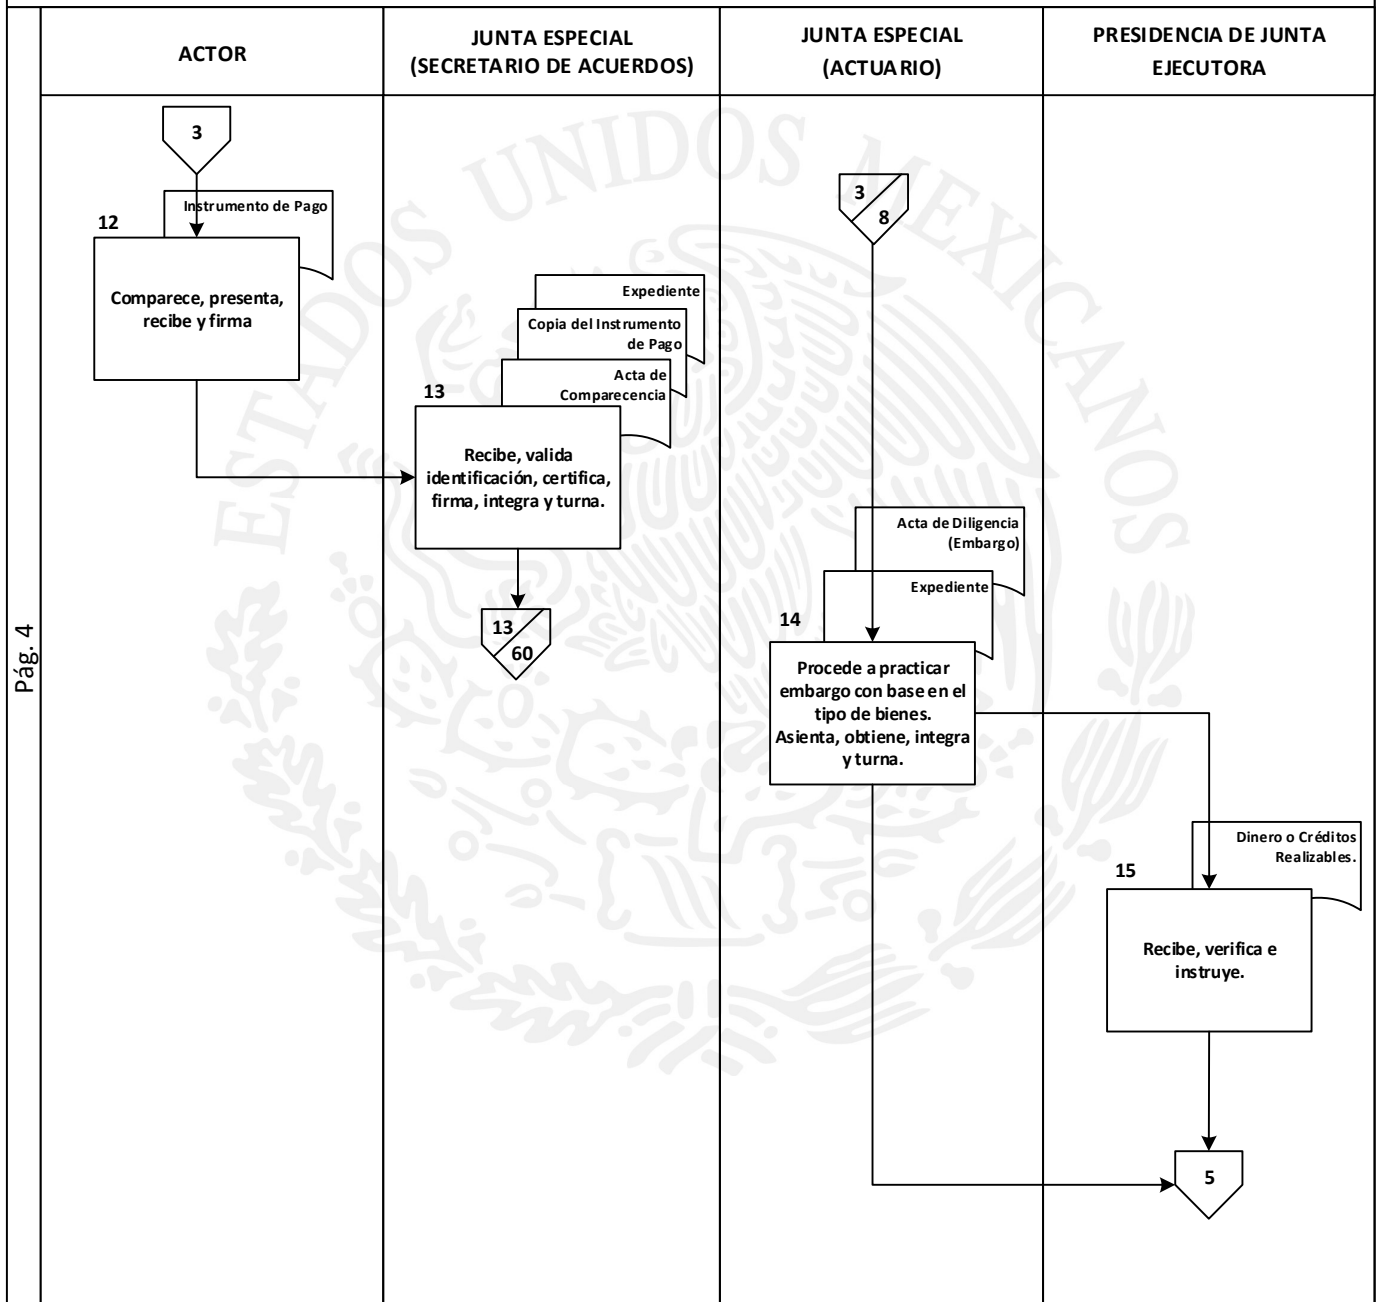 ACTOR
JUNTA ESPECIAL
(SECRETARIO DE ACUERDOS)
JUNTA ESPECIAL
(ACTUARIO)
PRESIDENCIA DE JUNTA
EJECUTORA
Pág. 4
ESTADOS UNIDOS MEXICANOS
3
Instrumento de Pago
12
Comparece, presenta,
recibe y firma
Expediente
Copia del Instrumento
de Pago
Acta de
Comparecencia
13
Recibe, valida
identificación, certifica,
firma, integra y turna.
13
60
3
8
Acta de Diligencia
(Embargo)
Expediente
14
Procede a practicar
embargo con base en el
tipo de bienes.
Asienta, obtiene, integra
y turna.
Dinero o Créditos
Realizables.
15
Recibe, verifica e
instruye.
5